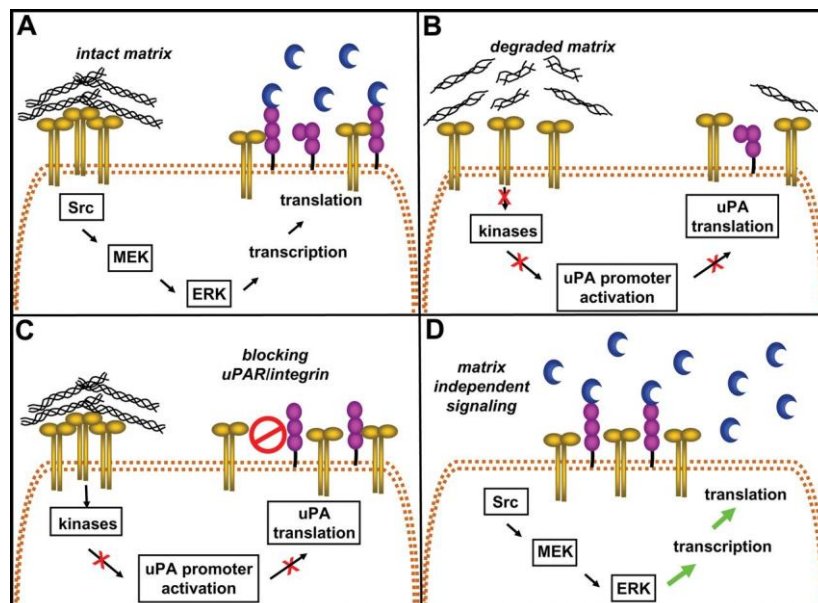 A
intact matrix
Src
MEK
ERK
transcription
translation
B
degraded matrix
kinases
uPA promoter
activation
uPA
translation
C
blocking
uPAR/integrin
kinases
uPA promoter
activation
uPA
translation
D
matrix
independent
signaling
Src
MEK
ERK
transcription
translation